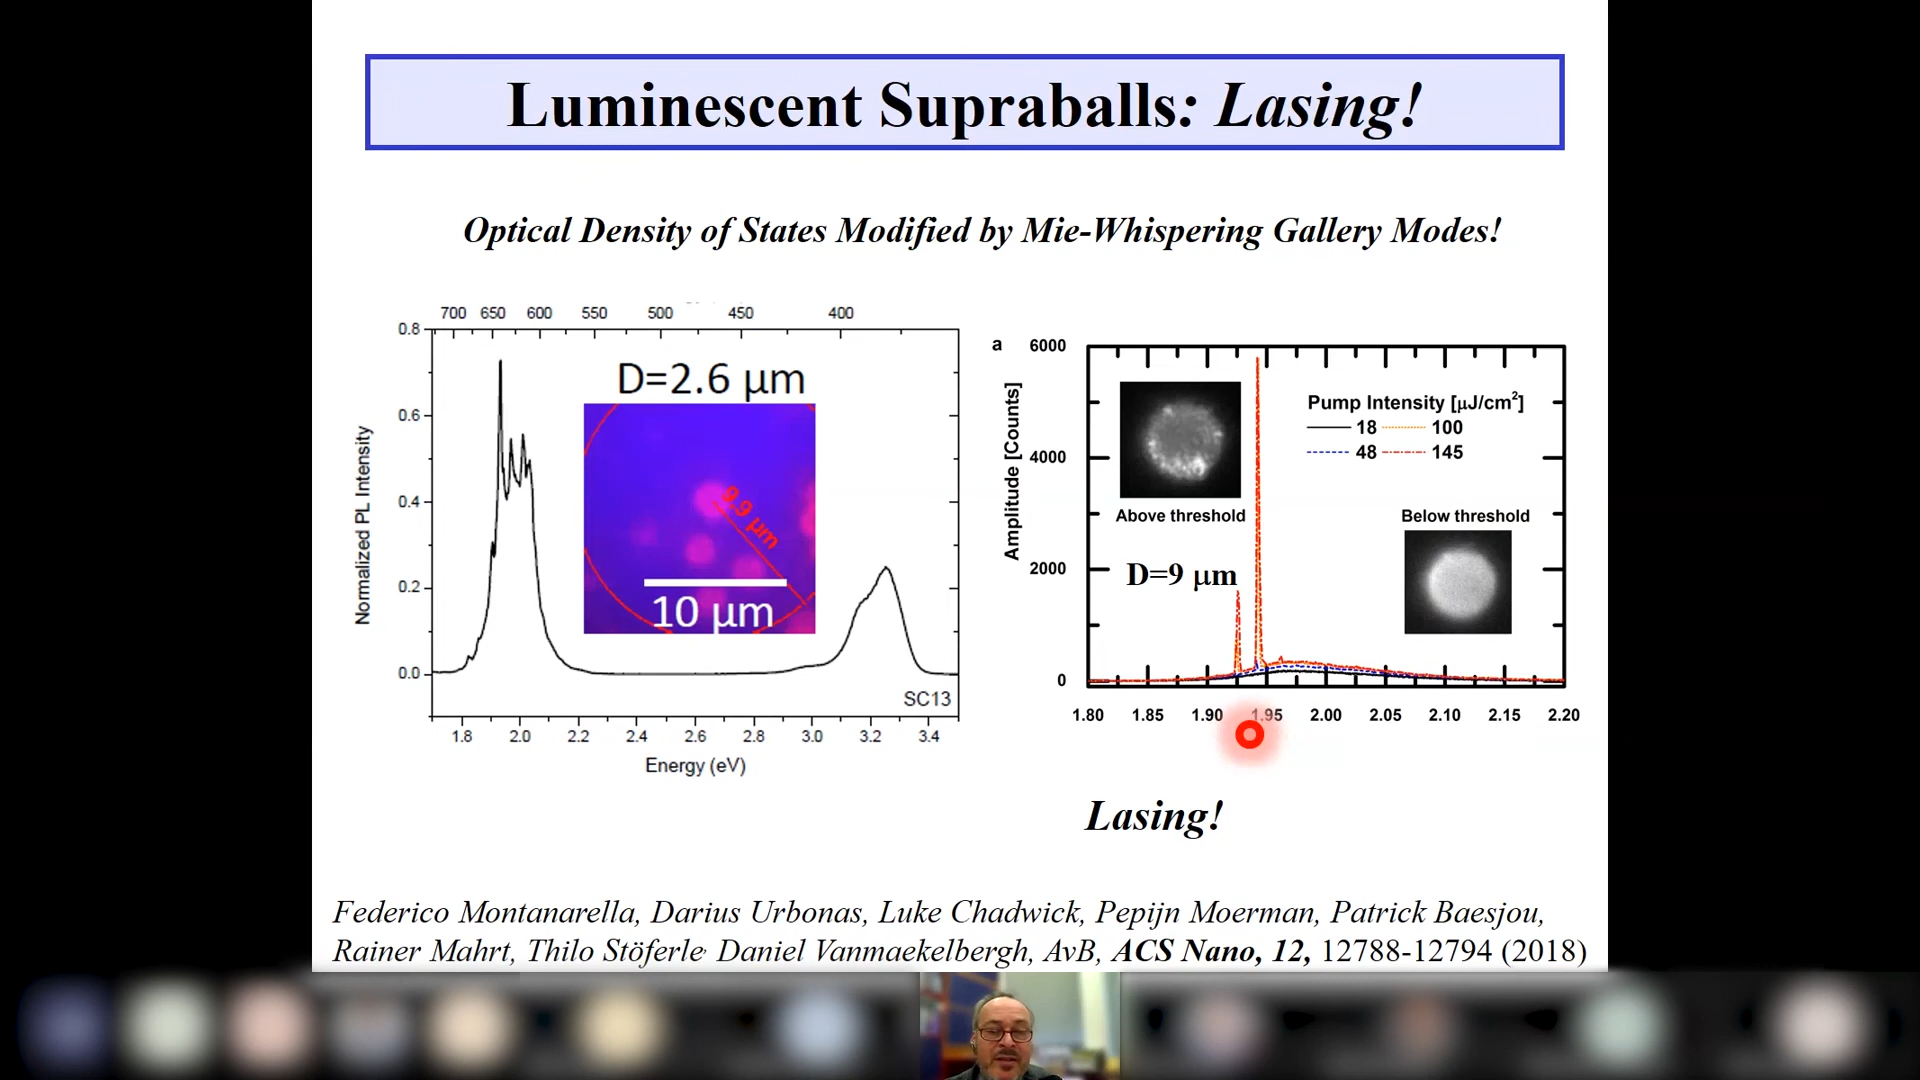 Luminescent Supraballs: Lasing!
Optical Density of States Modified by Mie-Whispering Gallery Modes!
700 650 600 550 500 450 400
0.8
0.6
0.4
0.2
0.0
Normalized PL Intensity
D=2.6 μm
9.9 μm
10 μm
SC13
1.8 2.0 2.2 2.4 2.6 2.8 3.0 3.2 3.4
Energy (eV)
a
6000
4000
2000
0
Amplitude [Counts]
Pump Intensity [μJ/cm2]
18 100
48 145
Above threshold
Below threshold
D=9 μm
1.80 1.85 1.90 1.95 2.00 2.05 2.10 2.15 2.20
Lasing!
Federico Montanarella, Darius Urbonas, Luke Chadwick, Pepijn Moerman, Patrick Baesjou,
Rainer Mahrt, Thilo Stöferle, Daniel Vanmaekelbergh, AvB, ACS Nano, 12, 12788-12794 (2018)